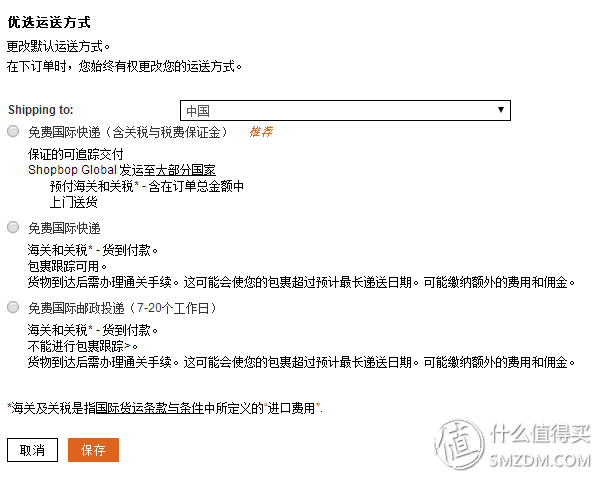 优选运送方式
更改默认运送方式。
在下订单时，您始终有权更改您的运送方式。
Shipping to: 中国
免费国际快递（含关税与税费保证金） 推荐
保证的可追踪交付
Shopbop Global 发运至大部分国家
预付海关和关税* - 含在订单总金额中
上门送货
免费国际快递
海关和关税* - 货到付款。
包裹跟踪可用。
货物到达后需办理通关手续。这可能会使您的包裹超过预计最长递送日期。可能缴纳额外的费用和佣金。
免费国际邮政投递（7-20个工作日）
海关和关税* - 货到付款。
不能进行包裹跟踪>。
货物到达后需办理通关手续。这可能会使您的包裹超过预计最长递送日期。可能缴纳额外的费用和佣金。
*海关及关税是指国际货运条款与条件中所定义的“进口费用”.
取消 保存
值 什么值得买
SMZDM.COM